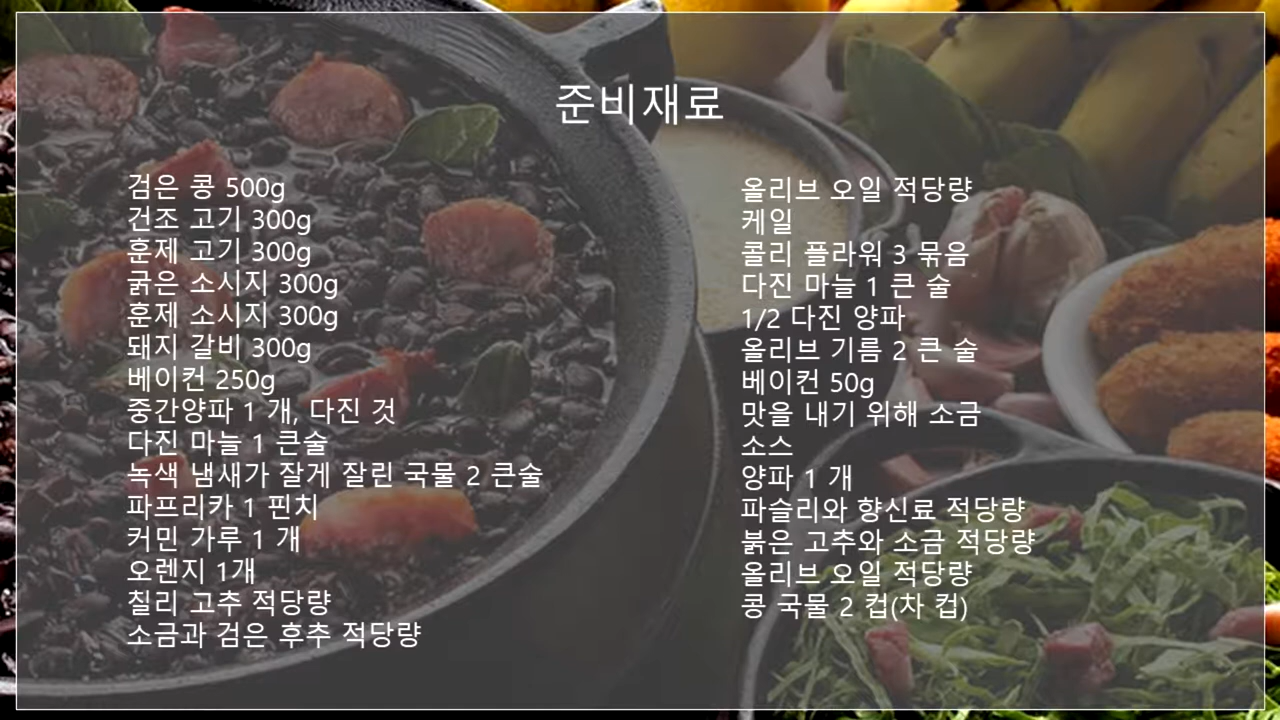 준비재료
검은 콩 500g
건조 고기 300g
훈제 고기 300g
굵은 소시지 300g
훈제 소시지 300g
돼지 갈비 300g
베이컨 250g
중간양파 1 개, 다진 것
다진 마늘 1 큰술
녹색 냄새가 잘게 잘린 국물 2 큰술
파프리카 1 핀치
커민 가루 1 개
오렌지 1개
칠리 고추 적당량
소금과 검은 후추 적당량
올리브 오일 적당량
케일
콜리 플라워 3 묶음
다진 마늘 1 큰 술
1/2 다진 양파
올리브 기름 2 큰 술
베이컨 50g
맛을 내기 위해 소금
소스
양파 1 개
파슬리와 향신료 적당량
붉은 고추와 소금 적당량
올리브 오일 적당량
콩 국물 2 컵(차 컵)